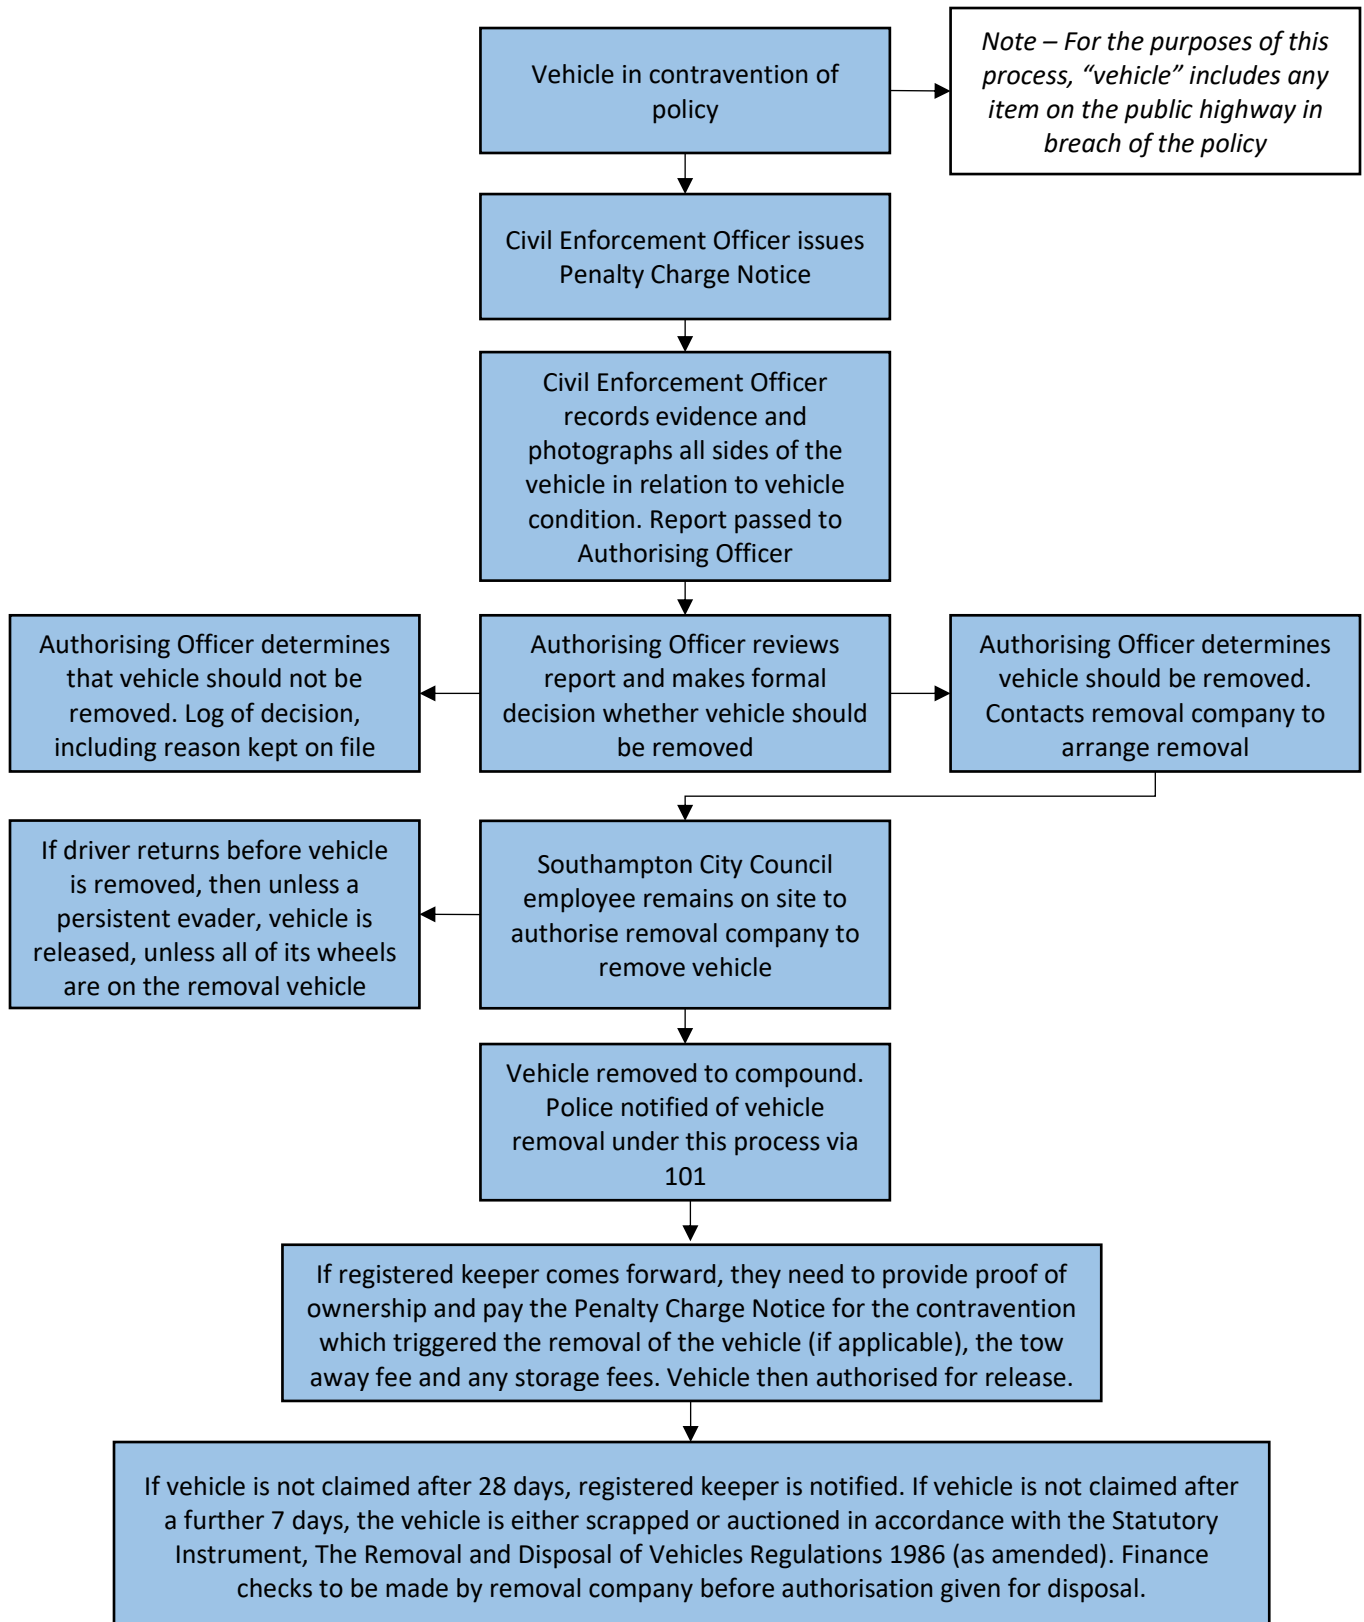 Vehicle in contravention of
policy
Note – For the purposes of this
process, “vehicle” includes any
item on the public highway in
breach of the policy
Civil Enforcement Officer issues
Penalty Charge Notice
Civil Enforcement Officer
records evidence and
photographs all sides of the
vehicle in relation to vehicle
condition. Report passed to
Authorising Officer
Authorising Officer determines
that vehicle should not be
removed. Log of decision,
including reason kept on file
Authorising Officer reviews
report and makes formal
decision whether vehicle should
be removed
Authorising Officer determines
vehicle should be removed.
Contacts removal company to
arrange removal
If driver returns before vehicle
is removed, then unless a
persistent evader, vehicle is
released, unless all of its wheels
are on the removal vehicle
Southampton City Council
employee remains on site to
authorise removal company to
remove vehicle
Vehicle removed to compound.
Police notified of vehicle
removal under this process via
101
If registered keeper comes forward, they need to provide proof of
ownership and pay the Penalty Charge Notice for the contravention
which triggered the removal of the vehicle (if applicable), the tow
away fee and any storage fees. Vehicle then authorised for release.
If vehicle is not claimed after 28 days, registered keeper is notified. If vehicle is not claimed after
a further 7 days, the vehicle is either scrapped or auctioned in accordance with the Statutory
Instrument, The Removal and Disposal of Vehicles Regulations 1986 (as amended). Finance
checks to be made by removal company before authorisation given for disposal.